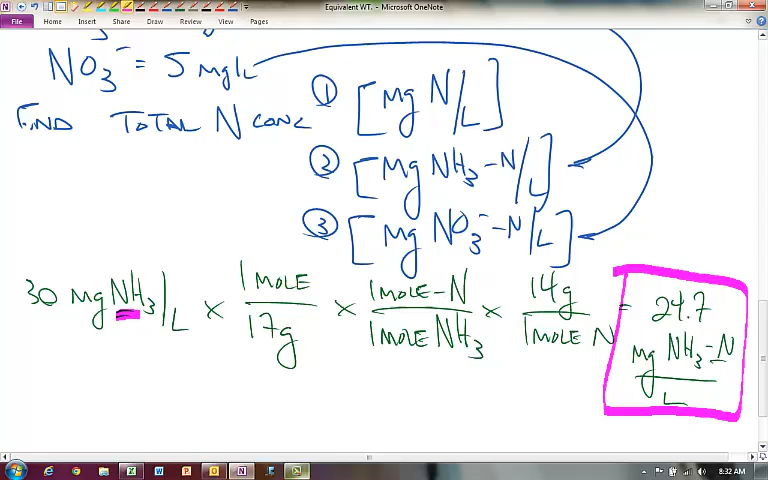 Equivalent WT. - Microsoft OneNote
File Home Insert Share Draw Review View Pages
NO3- = 5 mg/L
① [mg N/L]
FIND TOTAL N CONC
② [mg NH3-N/L]
③ [mg NO3- -N/L]
30 mg NH3/L × 1 MOLE/17g × 1 MOLE-N/1 MOLE NH3 × 14g/1 MOLE N = 24.7 mg NH3-N/L
8:32 AM